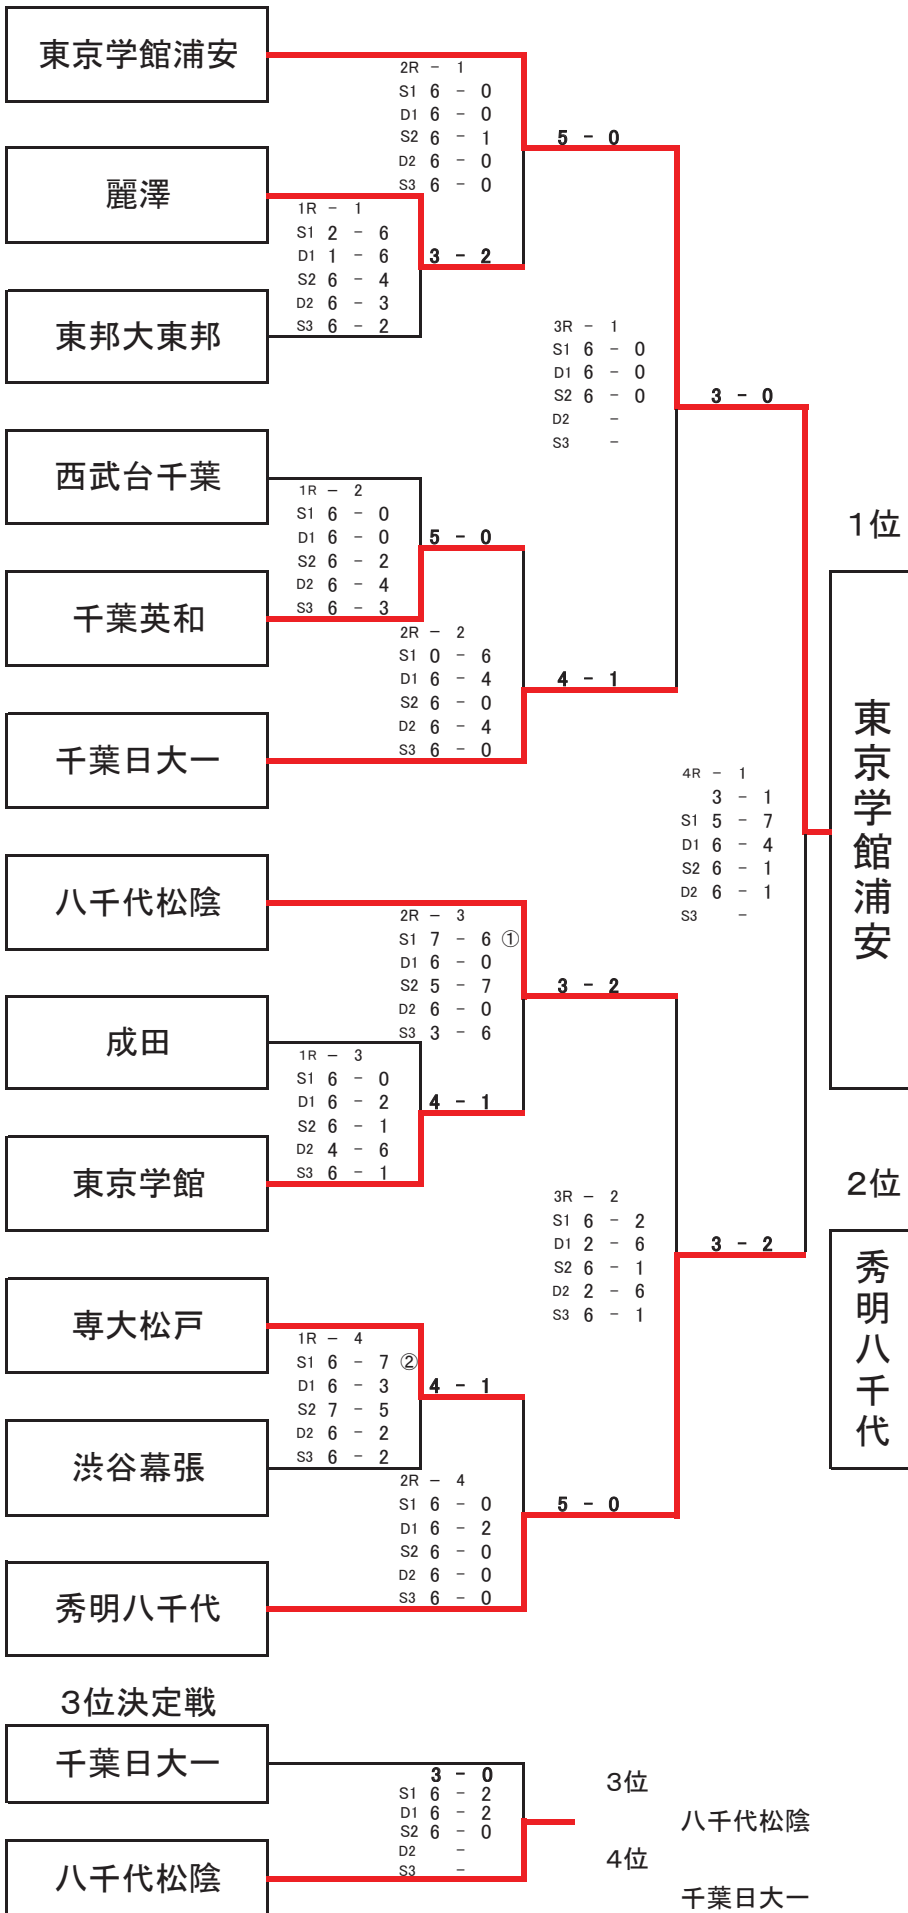 東京学館浦安
2R － 1
S1 6 － 0
D1 6 － 0
S2 6 － 1
D2 6 － 0
S3 6 － 0
5 － 0
麗澤
1R － 1
S1 2 － 6
D1 1 － 6
S2 6 － 4
D2 6 － 3
S3 6 － 2
3 － 2
東邦大東邦
3R － 1
S1 6 － 0
D1 6 － 0
S2 6 － 0
D2 －
S3 －
3 － 0
西武台千葉
1R － 2
S1 6 － 0
D1 6 － 0
S2 6 － 2
D2 6 － 4
S3 6 － 3
5 － 0
千葉英和
2R － 2
S1 0 － 6
D1 6 － 4
S2 6 － 0
D2 6 － 4
S3 6 － 0
4 － 1
千葉日大一
1位
東京学館浦安
4R － 1
3 － 1
S1 5 － 7
D1 6 － 4
S2 6 － 1
D2 6 － 1
S3 －
八千代松陰
2R － 3
S1 7 － 6 ①
D1 6 － 0
S2 5 － 7
D2 6 － 0
S3 3 － 6
3 － 2
成田
1R － 3
S1 6 － 0
D1 6 － 2
S2 6 － 1
D2 4 － 6
S3 6 － 1
4 － 1
東京学館
3R － 2
S1 6 － 2
D1 2 － 6
S2 6 － 1
D2 2 － 6
S3 6 － 1
3 － 2
2位
秀明八千代
専大松戸
1R － 4
S1 6 － 7 ②
D1 6 － 3
S2 7 － 5
D2 6 － 2
S3 6 － 2
4 － 1
渋谷幕張
2R － 4
S1 6 － 0
D1 6 － 2
S2 6 － 0
D2 6 － 0
S3 6 － 0
5 － 0
秀明八千代
3位決定戦
千葉日大一
3 － 0
S1 6 － 2
D1 6 － 2
S2 6 － 0
D2 －
S3 －
八千代松陰
3位
八千代松陰
4位
千葉日大一